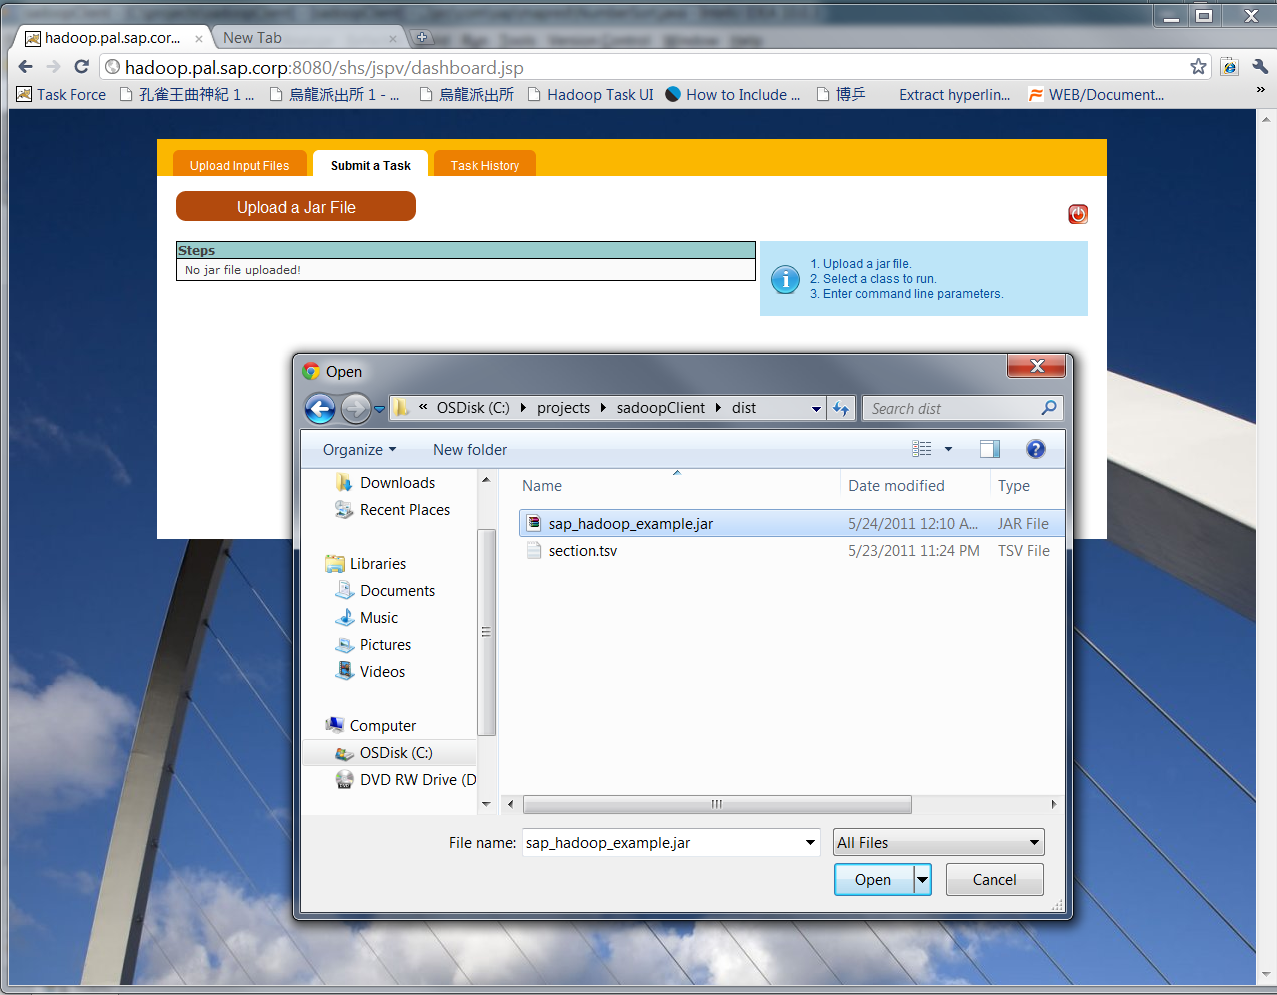 hadoop.pal.sap.cor...
New Tab
hadoop.pal.sap.corp:8080/shs/jspv/dashboard.jsp
Task Force
孔雀王曲神紀 1 ...
烏龍派出所 1 - ...
烏龍派出所
Hadoop Task UI
How to Include ...
博乒
Extract hyperlin...
WEB/Document...
»
Upload Input Files
Submit a Task
Task History
Upload a Jar File
Steps
No jar file uploaded!
1. Upload a jar file.
2. Select a class to run.
3. Enter command line parameters.
Open
« OSDisk (C:) projects sadoopClient dist
Search dist
Organize
New folder
Downloads
Recent Places
Libraries
Documents
Music
Pictures
Videos
Computer
OSDisk (C:)
DVD RW Drive (D
Name Date modified Type
sap_hadoop_example.jar 5/24/2011 12:10 A... JAR File
section.tsv 5/23/2011 11:24 PM TSV File
File name: sap_hadoop_example.jar
All Files
Open
Cancel